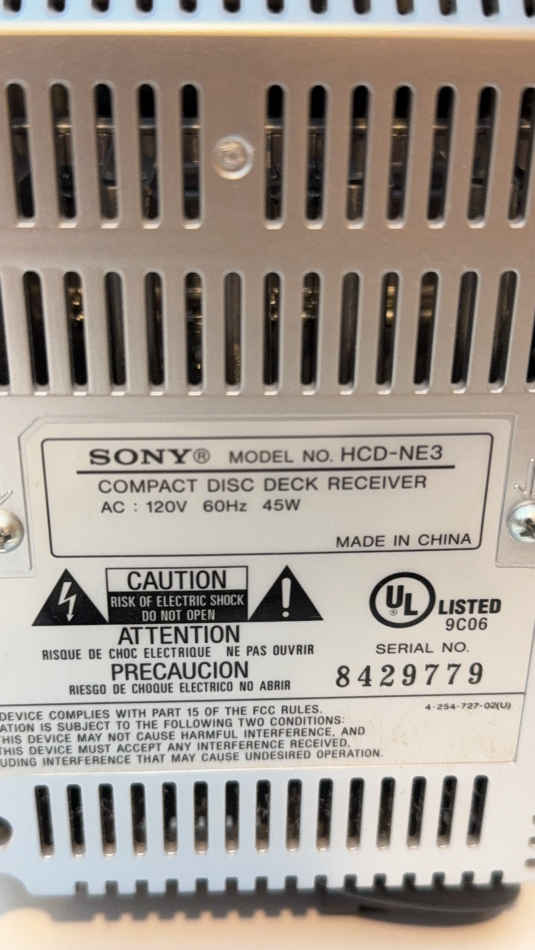 SONY® MODEL NO. HCD-NE3
COMPACT DISC DECK RECEIVER
AC : 120V 60Hz 45W
MADE IN CHINA
CAUTION
RISK OF ELECTRIC SHOCK
DO NOT OPEN
ATTENTION
RISQUE DE CHOC ELECTRIQUE NE PAS OUVRIR
PRECAUCION
RIESGO DE CHOQUE ELECTRICO NO ABRIR
UL® LISTED
9C06
SERIAL NO.
8429779
4-254-727-02(U)
DEVICE COMPLIES WITH PART 15 OF THE FCC RULES.
ATION IS SUBJECT TO THE FOLLOWING TWO CONDITIONS:
THIS DEVICE MAY NOT CAUSE HARMFUL INTERFERENCE, AND
THIS DEVICE MUST ACCEPT ANY INTERFERENCE RECEIVED,
UDING INTERFERENCE THAT MAY CAUSE UNDESIRED OPERATION.